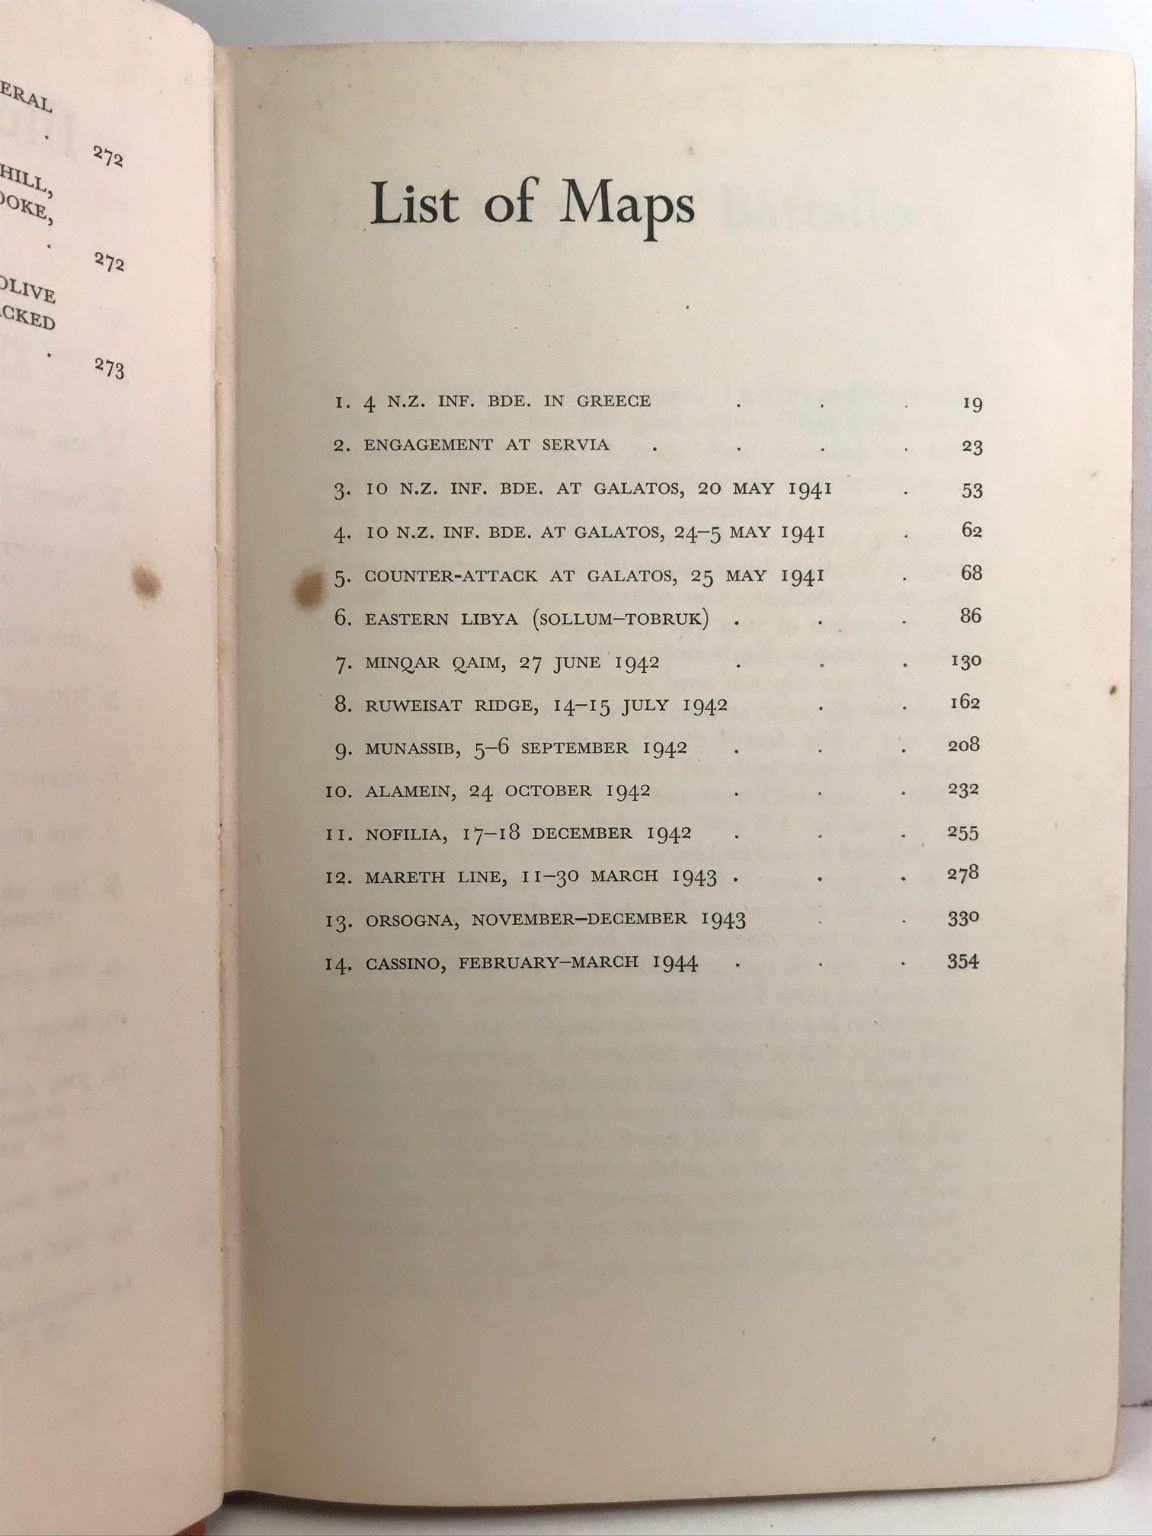 ERAL
. 272
HILL,
OOKE,
. 272
OLIVE
ACKED
. 273
List of Maps
1. 4 N.Z. INF. BDE. IN GREECE . . . 19
2. ENGAGEMENT AT SERVIA . . . . 23
3. 10 N.Z. INF. BDE. AT GALATOS, 20 MAY 1941 . 53
4. 10 N.Z. INF. BDE. AT GALATOS, 24–5 MAY 1941 . 62
5. COUNTER-ATTACK AT GALATOS, 25 MAY 1941 . 68
6. EASTERN LIBYA (SOLLUM–TOBRUK) . . . 86
7. MINQAR QAIM, 27 JUNE 1942 . . . 130
8. RUWEISAT RIDGE, 14–15 JULY 1942 . . 162
9. MUNASSIB, 5–6 SEPTEMBER 1942 . . . 208
10. ALAMEIN, 24 OCTOBER 1942 . . . 232
11. NOFILIA, 17–18 DECEMBER 1942 . . . 255
12. MARETH LINE, 11–30 MARCH 1943 . . . 278
13. ORSOGNA, NOVEMBER–DECEMBER 1943 . . 330
14. CASSINO, FEBRUARY–MARCH 1944 . . . 354